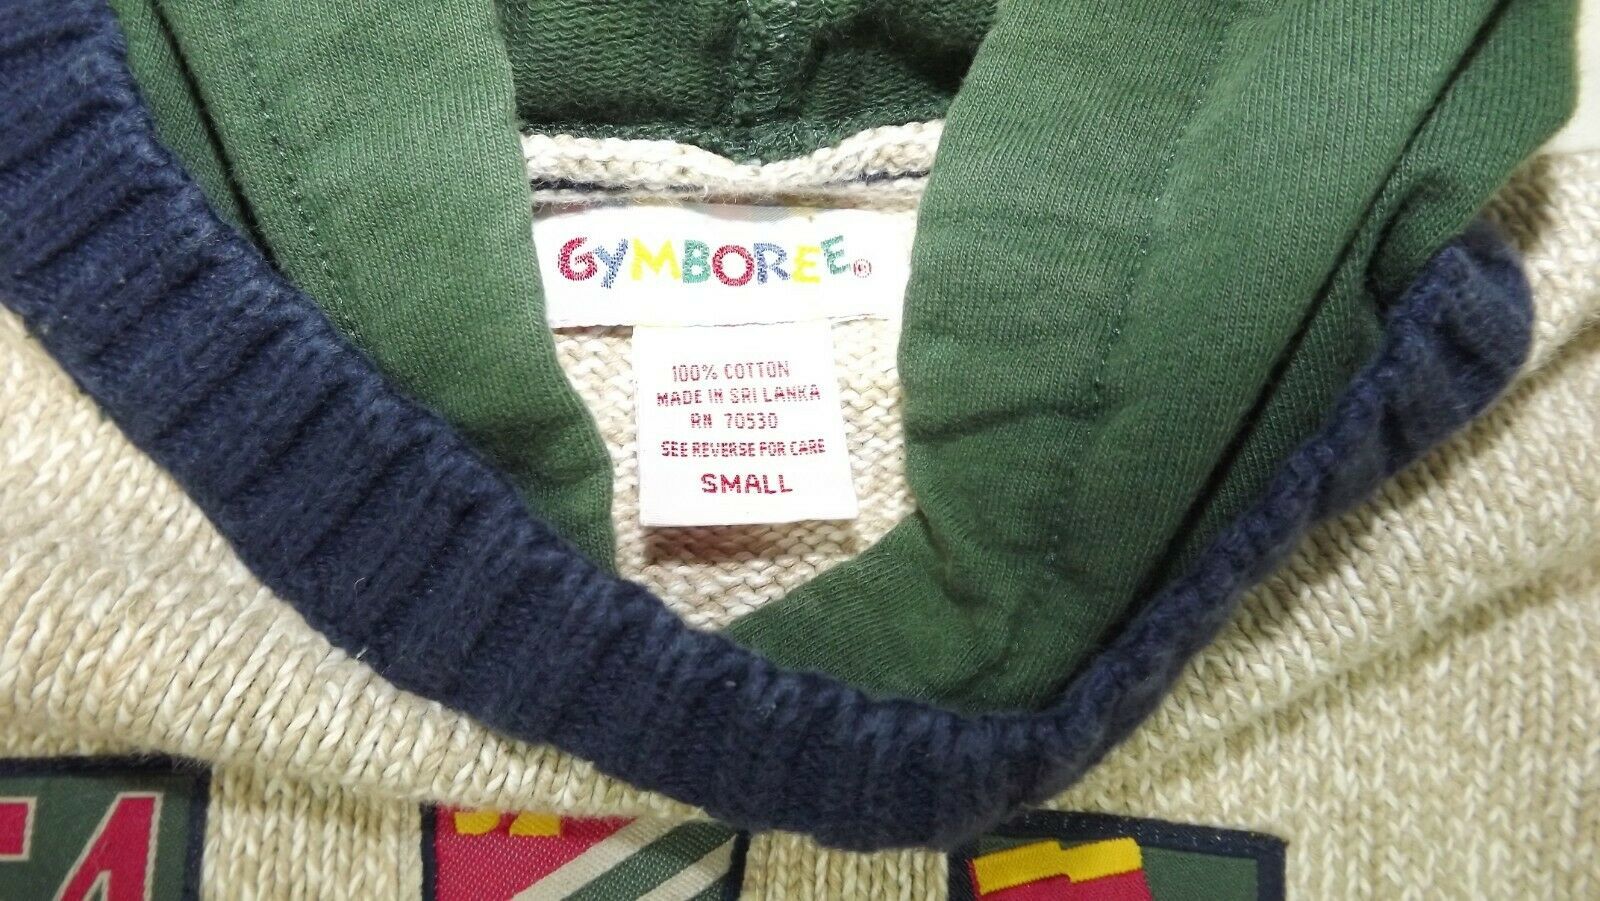 GYMBOREE®
100% COTTON
MADE IN SRI LANKA
RN 70530
SEE REVERSE FOR CARE
SMALL